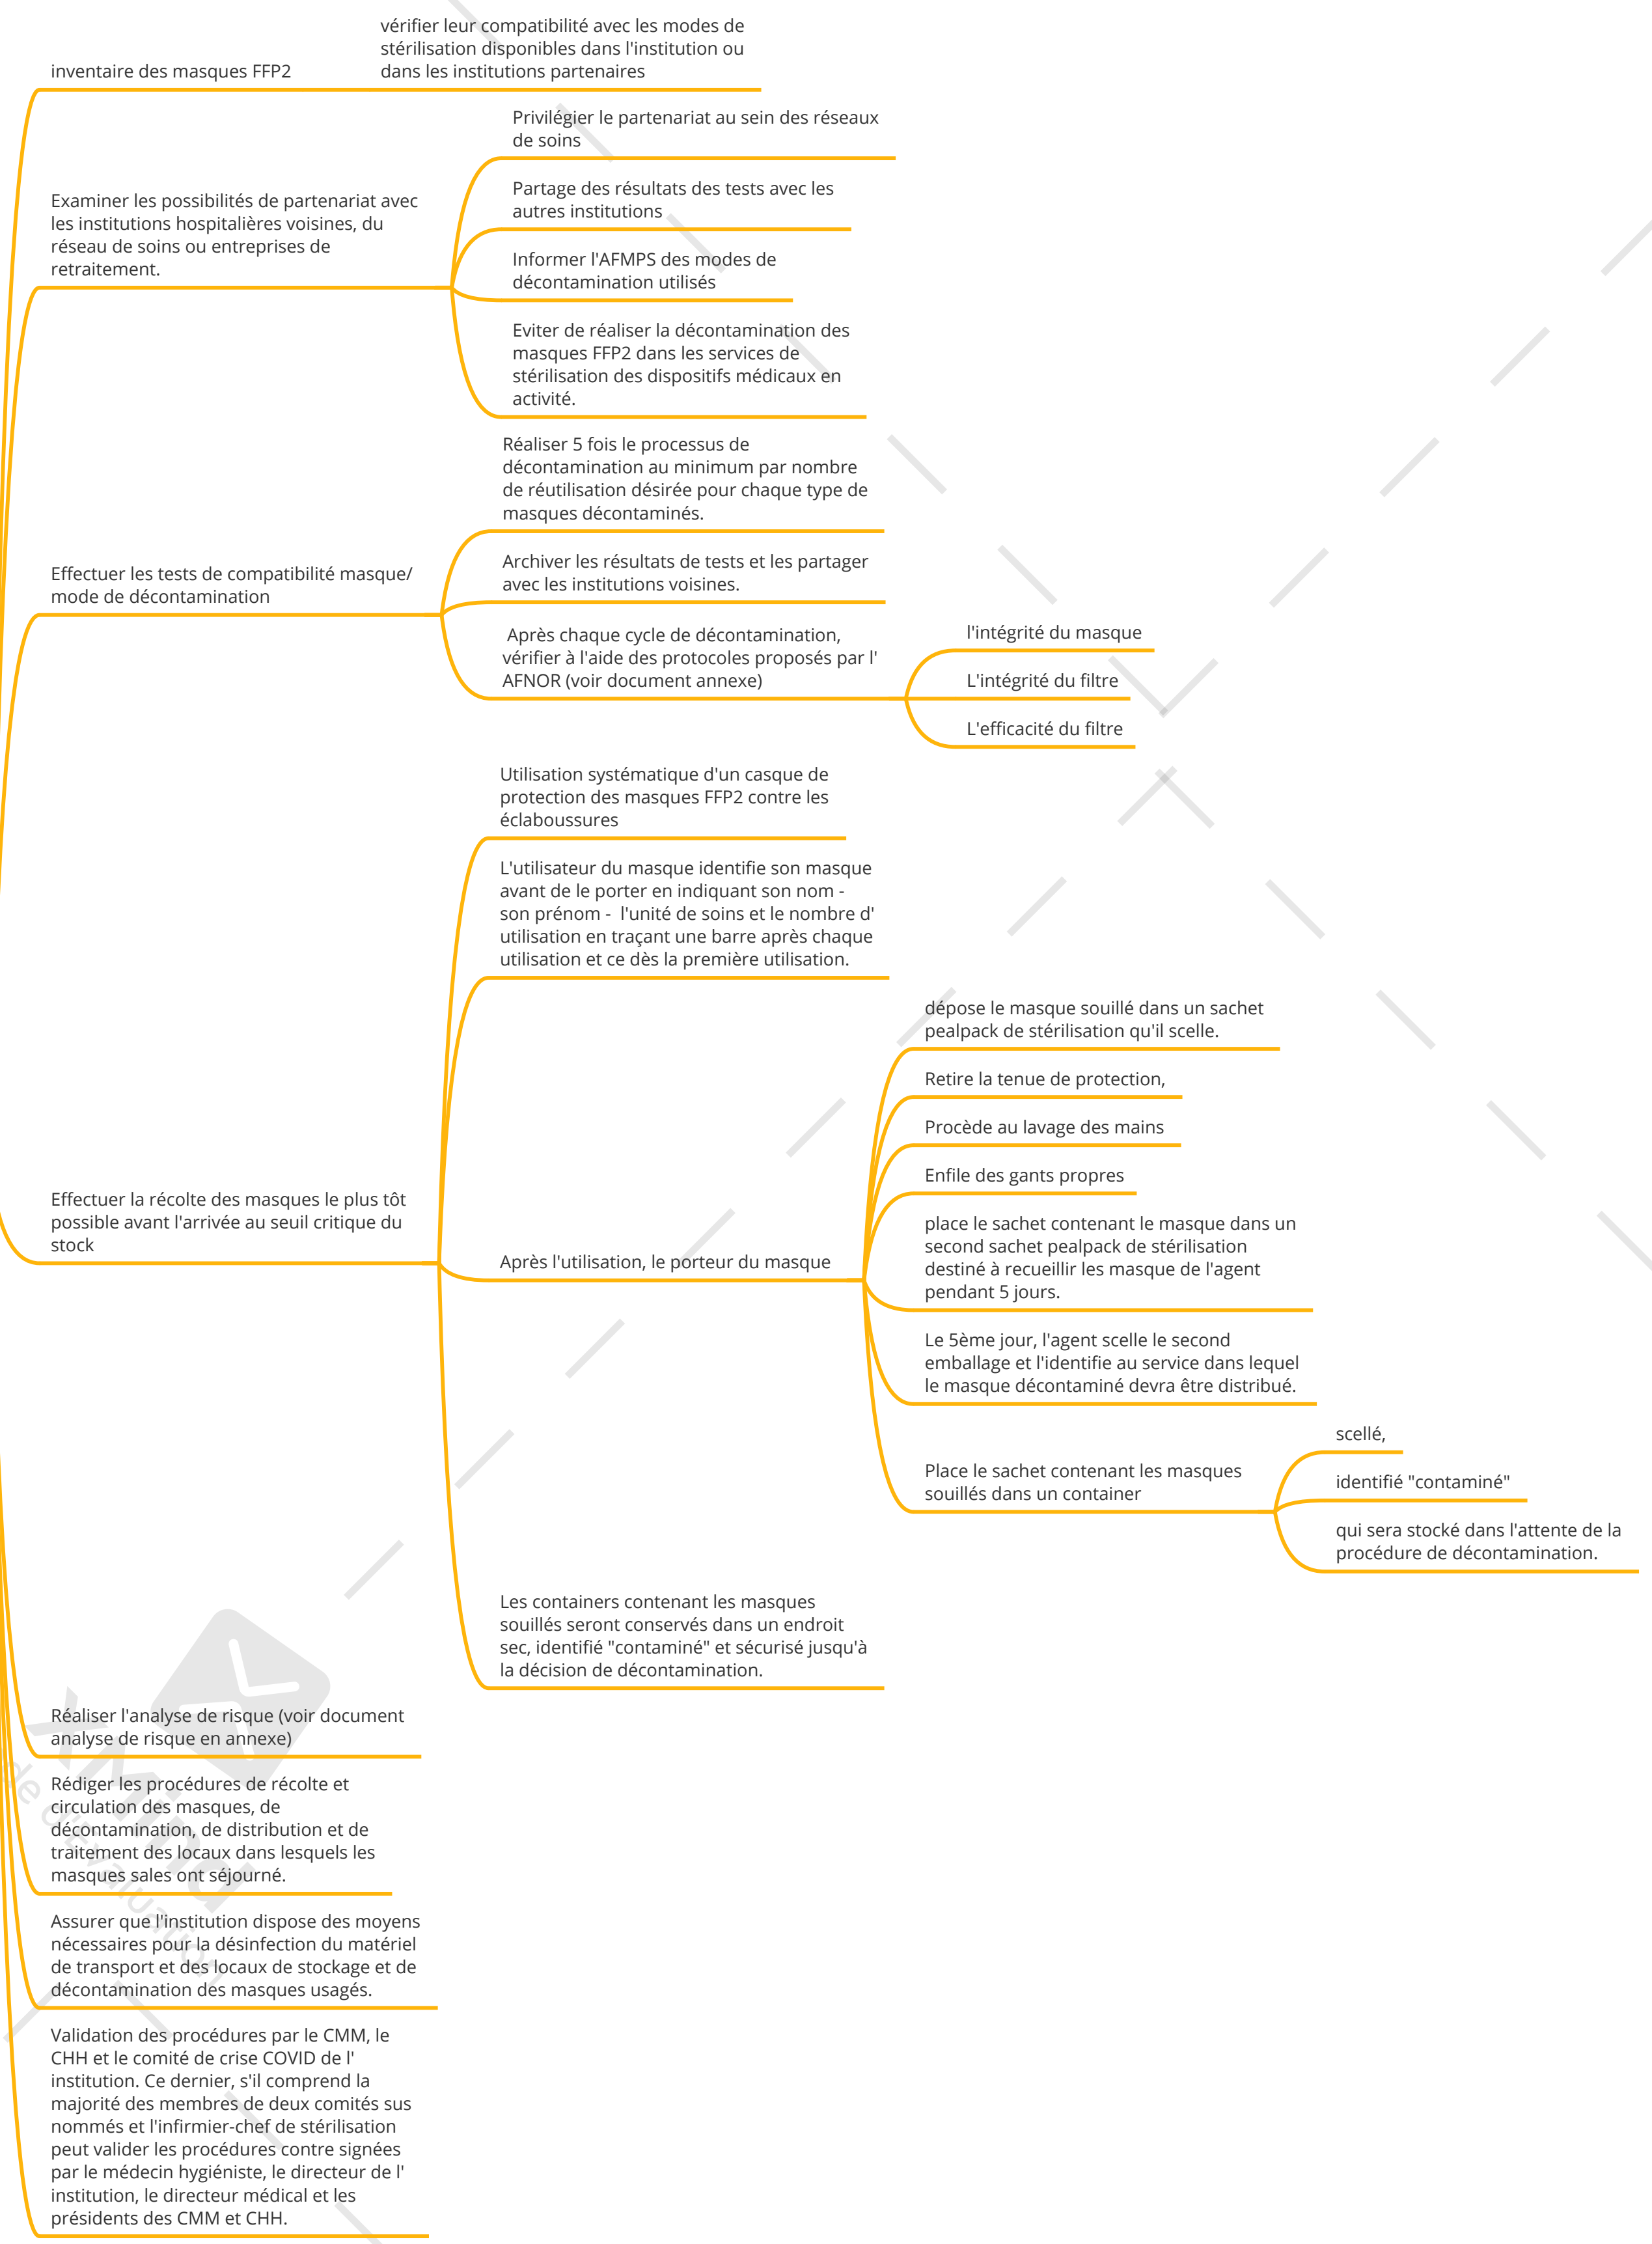 inventaire des masques FFP2
vérifier leur compatibilité avec les modes de
stérilisation disponibles dans l'institution ou
dans les institutions partenaires
Examiner les possibilités de partenariat avec
les institutions hospitalières voisines, du
réseau de soins ou entreprises de
retraitement.
Privilégier le partenariat au sein des réseaux
de soins
Partage des résultats des tests avec les
autres institutions
Informer l'AFMPS des modes de
décontamination utilisés
Eviter de réaliser la décontamination des
masques FFP2 dans les services de
stérilisation des dispositifs médicaux en
activité.
Effectuer les tests de compatibilité masque/
mode de décontamination
Réaliser 5 fois le processus de
décontamination au minimum par nombre
de réutilisation désirée pour chaque type de
masques décontaminés.
Archiver les résultats de tests et les partager
avec les institutions voisines.
Après chaque cycle de décontamination,
vérifier à l'aide des protocoles proposés par l'
AFNOR (voir document annexe)
l'intégrité du masque
L'intégrité du filtre
L'efficacité du filtre
Effectuer la récolte des masques le plus tôt
possible avant l'arrivée au seuil critique du
stock
Utilisation systématique d'un casque de
protection des masques FFP2 contre les
éclaboussures
L'utilisateur du masque identifie son masque
avant de le porter en indiquant son nom -
son prénom -  l'unité de soins et le nombre d'
utilisation en traçant une barre après chaque
utilisation et ce dès la première utilisation.
Après l'utilisation, le porteur du masque
dépose le masque souillé dans un sachet
pealpack de stérilisation qu'il scelle.
Retire la tenue de protection,
Procède au lavage des mains
Enfile des gants propres
place le sachet contenant le masque dans un
second sachet pealpack de stérilisation
destiné à recueillir les masque de l'agent
pendant 5 jours.
Le 5ème jour, l'agent scelle le second
emballage et l'identifie au service dans lequel
le masque décontaminé devra être distribué.
Place le sachet contenant les masques
souillés dans un container
scellé,
identifié "contaminé"
qui sera stocké dans l'attente de la
procédure de décontamination.
Les containers contenant les masques
souillés seront conservés dans un endroit
sec, identifié "contaminé" et sécurisé jusqu'à
la décision de décontamination.
Réaliser l'analyse de risque (voir document
analyse de risque en annexe)
Rédiger les procédures de récolte et
circulation des masques, de
décontamination, de distribution et de
traitement des locaux dans lesquels les
masques sales ont séjourné.
Assurer que l'institution dispose des moyens
nécessaires pour la désinfection du matériel
de transport et des locaux de stockage et de
décontamination des masques usagés.
Validation des procédures par le CMM, le
CHH et le comité de crise COVID de l'
institution. Ce dernier, s'il comprend la
majorité des membres de deux comités sus
nommés et l'infirmier-chef de stérilisation
peut valider les procédures contre signées
par le médecin hygiéniste, le directeur de l'
institution, le directeur médical et les
présidents des CMM et CHH.
XMind
de d'Évaluation